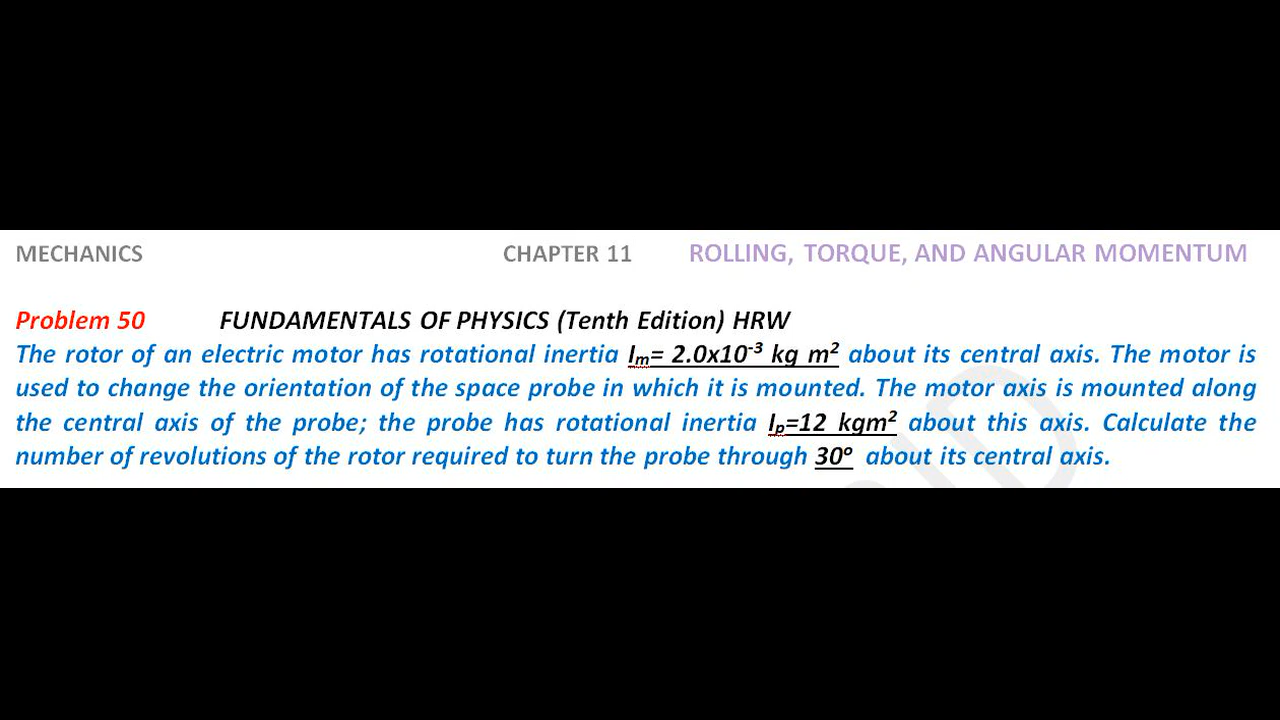 MECHANICS CHAPTER 11 ROLLING, TORQUE, AND ANGULAR MOMENTUM
Problem 50 FUNDAMENTALS OF PHYSICS (Tenth Edition) HRW
The rotor of an electric motor has rotational inertia Iₘ= 2.0x10⁻³ kg m² about its central axis. The motor is
used to change the orientation of the space probe in which it is mounted. The motor axis is mounted along
the central axis of the probe; the probe has rotational inertia Iₚ=12 kgm² about this axis. Calculate the
number of revolutions of the rotor required to turn the probe through 30º about its central axis.